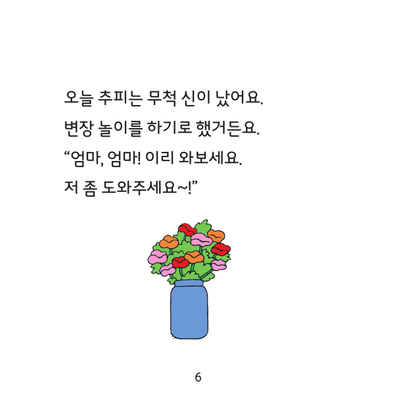 오늘 추피는 무척 신이 났어요.
변장 놀이를 하기로 했거든요.
“엄마, 엄마! 이리 와보세요.
저 좀 도와주세요~!”
6